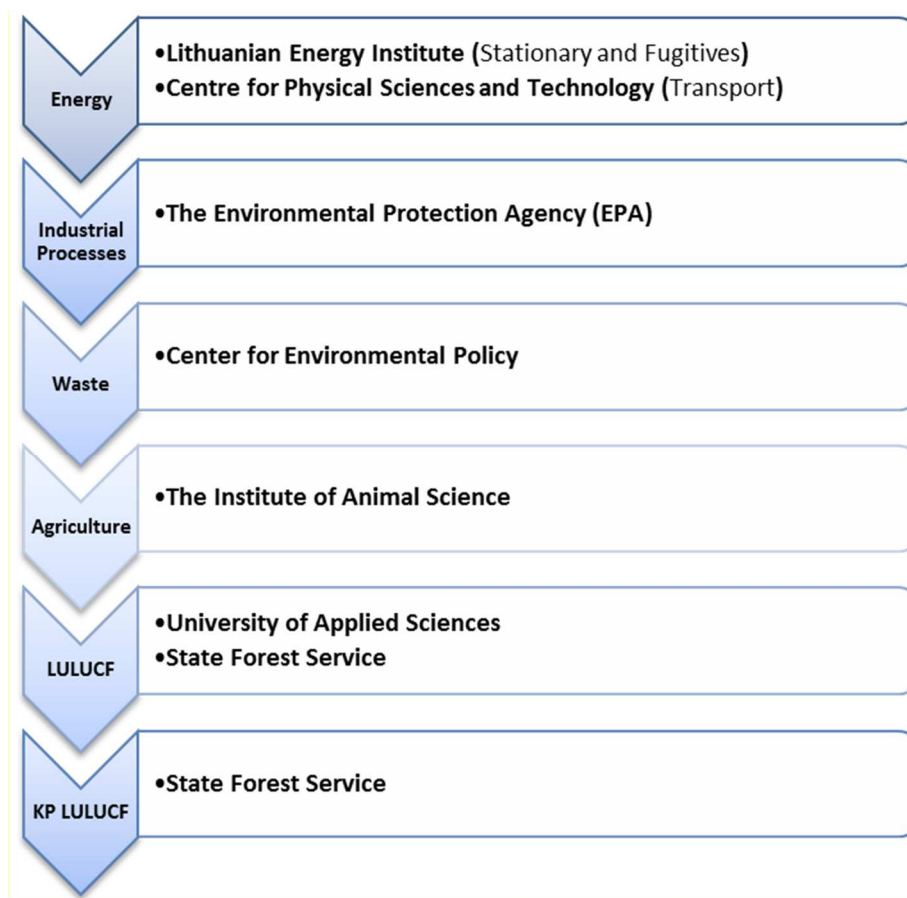 Energy
•Lithuanian Energy Institute (Stationary and Fugitives)
•Centre for Physical Sciences and Technology (Transport)
Industrial
Processes
•The Environmental Protection Agency (EPA)
Waste
•Center for Environmental Policy
Agriculture
•The Institute of Animal Science
LULUCF
•University of Applied Sciences
•State Forest Service
KP LULUCF
•State Forest Service